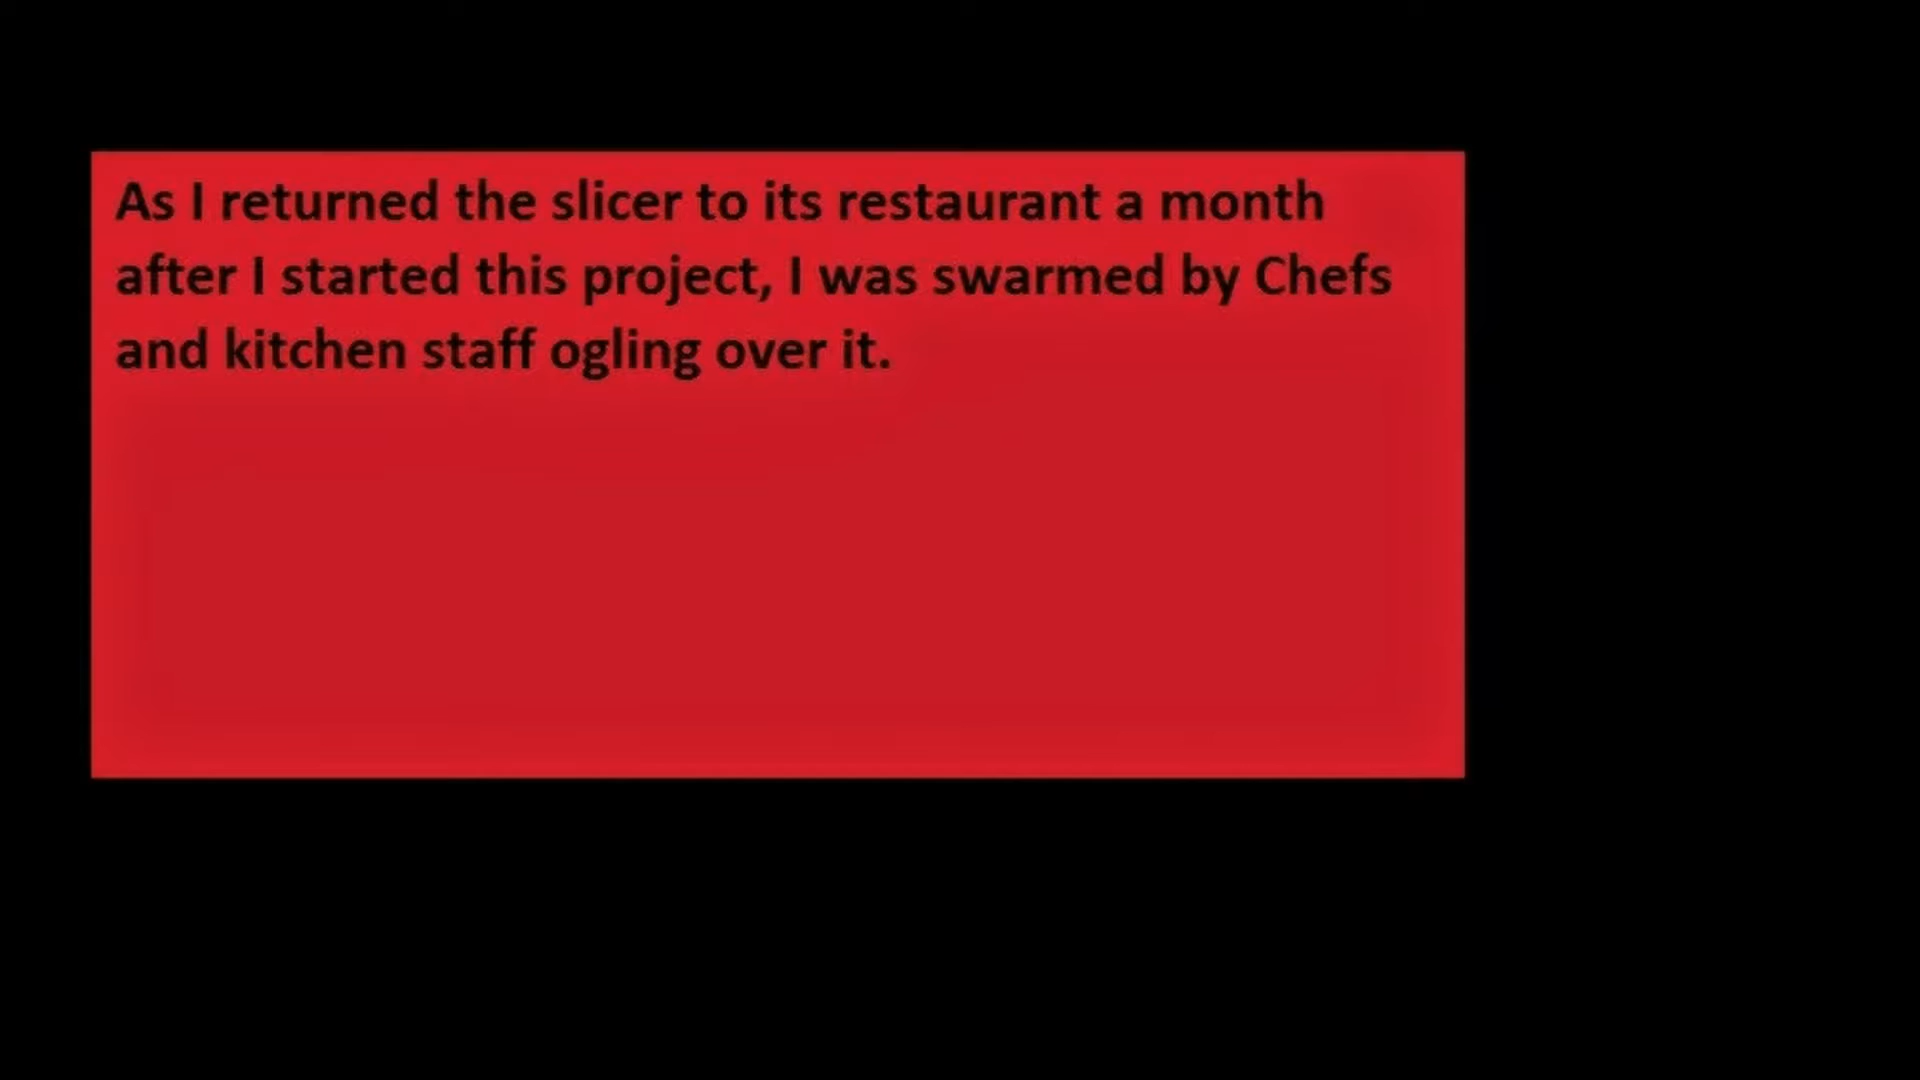 As I returned the slicer to its restaurant a month
after I started this project, I was swarmed by Chefs
and kitchen staff ogling over it.